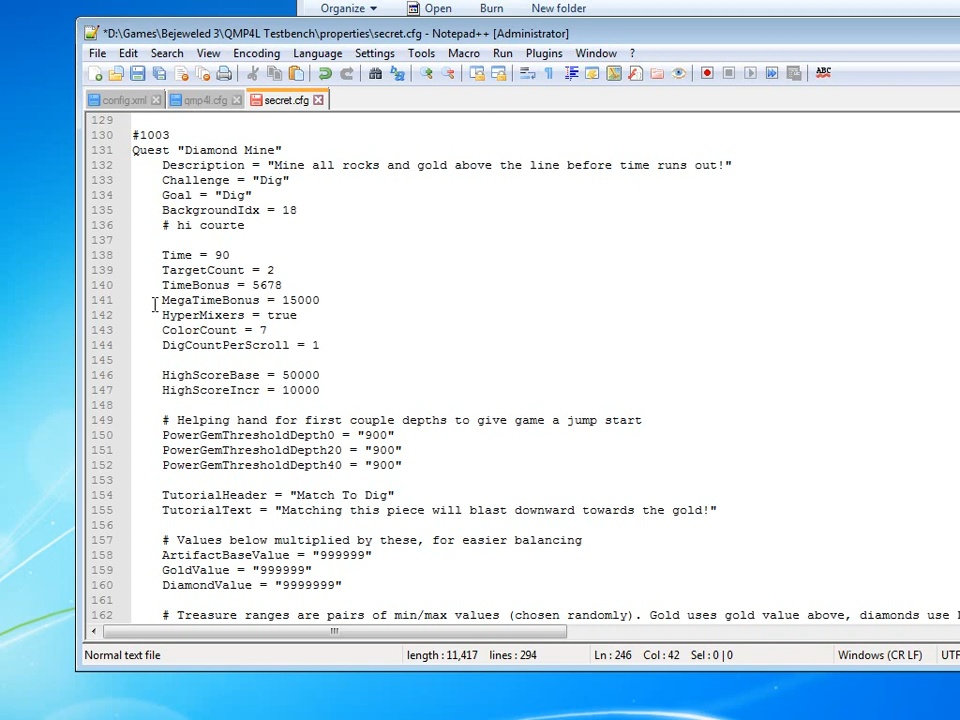 Organize Open Burn New folder
*D:\Games\Bejeweled 3\QMP4L Testbench\properties\secret.cfg - Notepad++ [Administrator]
File Edit Search View Encoding Language Settings Tools Macro Run Plugins Window ?
config.xml qmp4l.cfg secret.cfg
129
130 #1003
131 Quest "Diamond Mine"
132 Description = "Mine all rocks and gold above the line before time runs out!"
133 Challenge = "Dig"
134 Goal = "Dig"
135 BackgroundIdx = 18
136 # hi courte
137
138 Time = 90
139 TargetCount = 2
140 TimeBonus = 5678
141 MegaTimeBonus = 15000
142 HyperMixers = true
143 ColorCount = 7
144 DigCountPerScroll = 1
145
146 HighScoreBase = 50000
147 HighScoreIncr = 10000
148
149 # Helping hand for first couple depths to give game a jump start
150 PowerGemThresholdDepth0 = "900"
151 PowerGemThresholdDepth20 = "900"
152 PowerGemThresholdDepth40 = "900"
153
154 TutorialHeader = "Match To Dig"
155 TutorialText = "Matching this piece will blast downward towards the gold!"
156
157 # Values below multiplied by these, for easier balancing
158 ArtifactBaseValue = "999999"
159 GoldValue = "999999"
160 DiamondValue = "9999999"
161
162 # Treasure ranges are pairs of min/max values (chosen randomly). Gold uses gold value above, diamonds use
Normal text file length : 11,417 lines : 294 Ln : 246 Col : 42 Sel : 0 | 0 Windows (CR LF) UTF